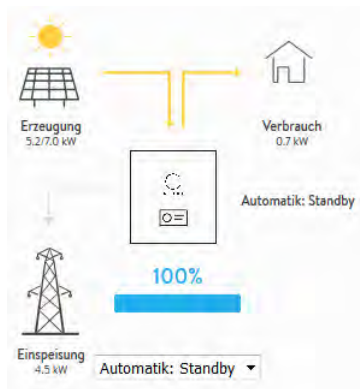 Erzeugung
5.2/7.0 kW
Verbrauch
0.7 kW
Automatik: Standby
100%
Einspeisung
4.5 kW
Automatik: Standby